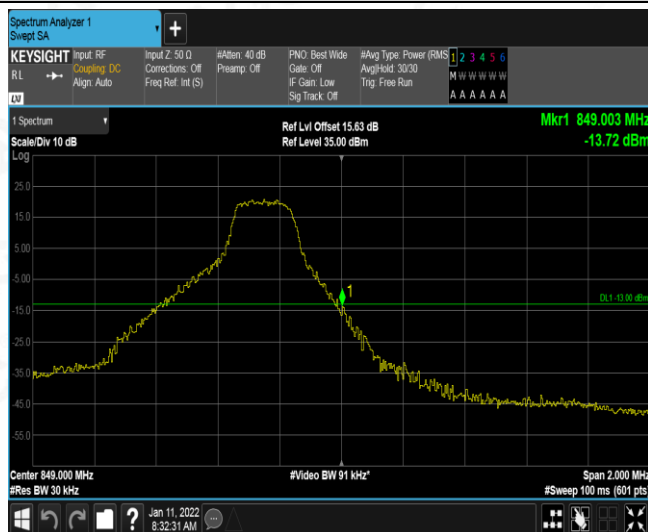 Spectrum Analyzer 1
Swept SA
KEYSIGHT
RL
LXI
Input: RF
Coupling: DC
Align: Auto
Input Z: 50 Ω
Corrections: Off
Freq Ref: Int (S)
#Atten: 40 dB
Preamp: Off
PNO: Best Wide
Gate: Off
IF Gain: Low
Sig Track: Off
#Avg Type: Power (RMS
Avg|Hold: 30/30
Trig: Free Run
1 2 3 4 5 6
M W W W W W
A A A A A A
1 Spectrum
Scale/Div 10 dB
Ref Lvl Offset 15.63 dB
Ref Level 35.00 dBm
Mkr1 849.003 MHz
-13.72 dBm
Log
25.0
15.0
5.00
-5.00
-15.0
-25.0
-35.0
-45.0
-55.0
1
DL1 -13.00 dBm
Center 849.000 MHz
#Res BW 30 kHz
#Video BW 91 kHz*
Span 2.000 MHz
#Sweep 100 ms (601 pts)
?
Jan 11, 2022
8:32:31 AM